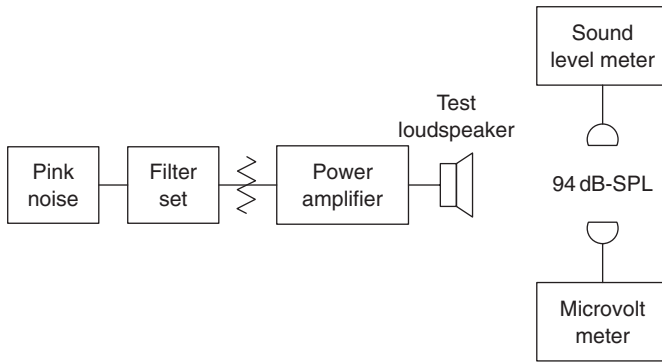 Sound
level meter
Test
loudspeaker
Pink
noise
Filter
set
Power
amplifier
94 dB-SPL
Microvolt
meter